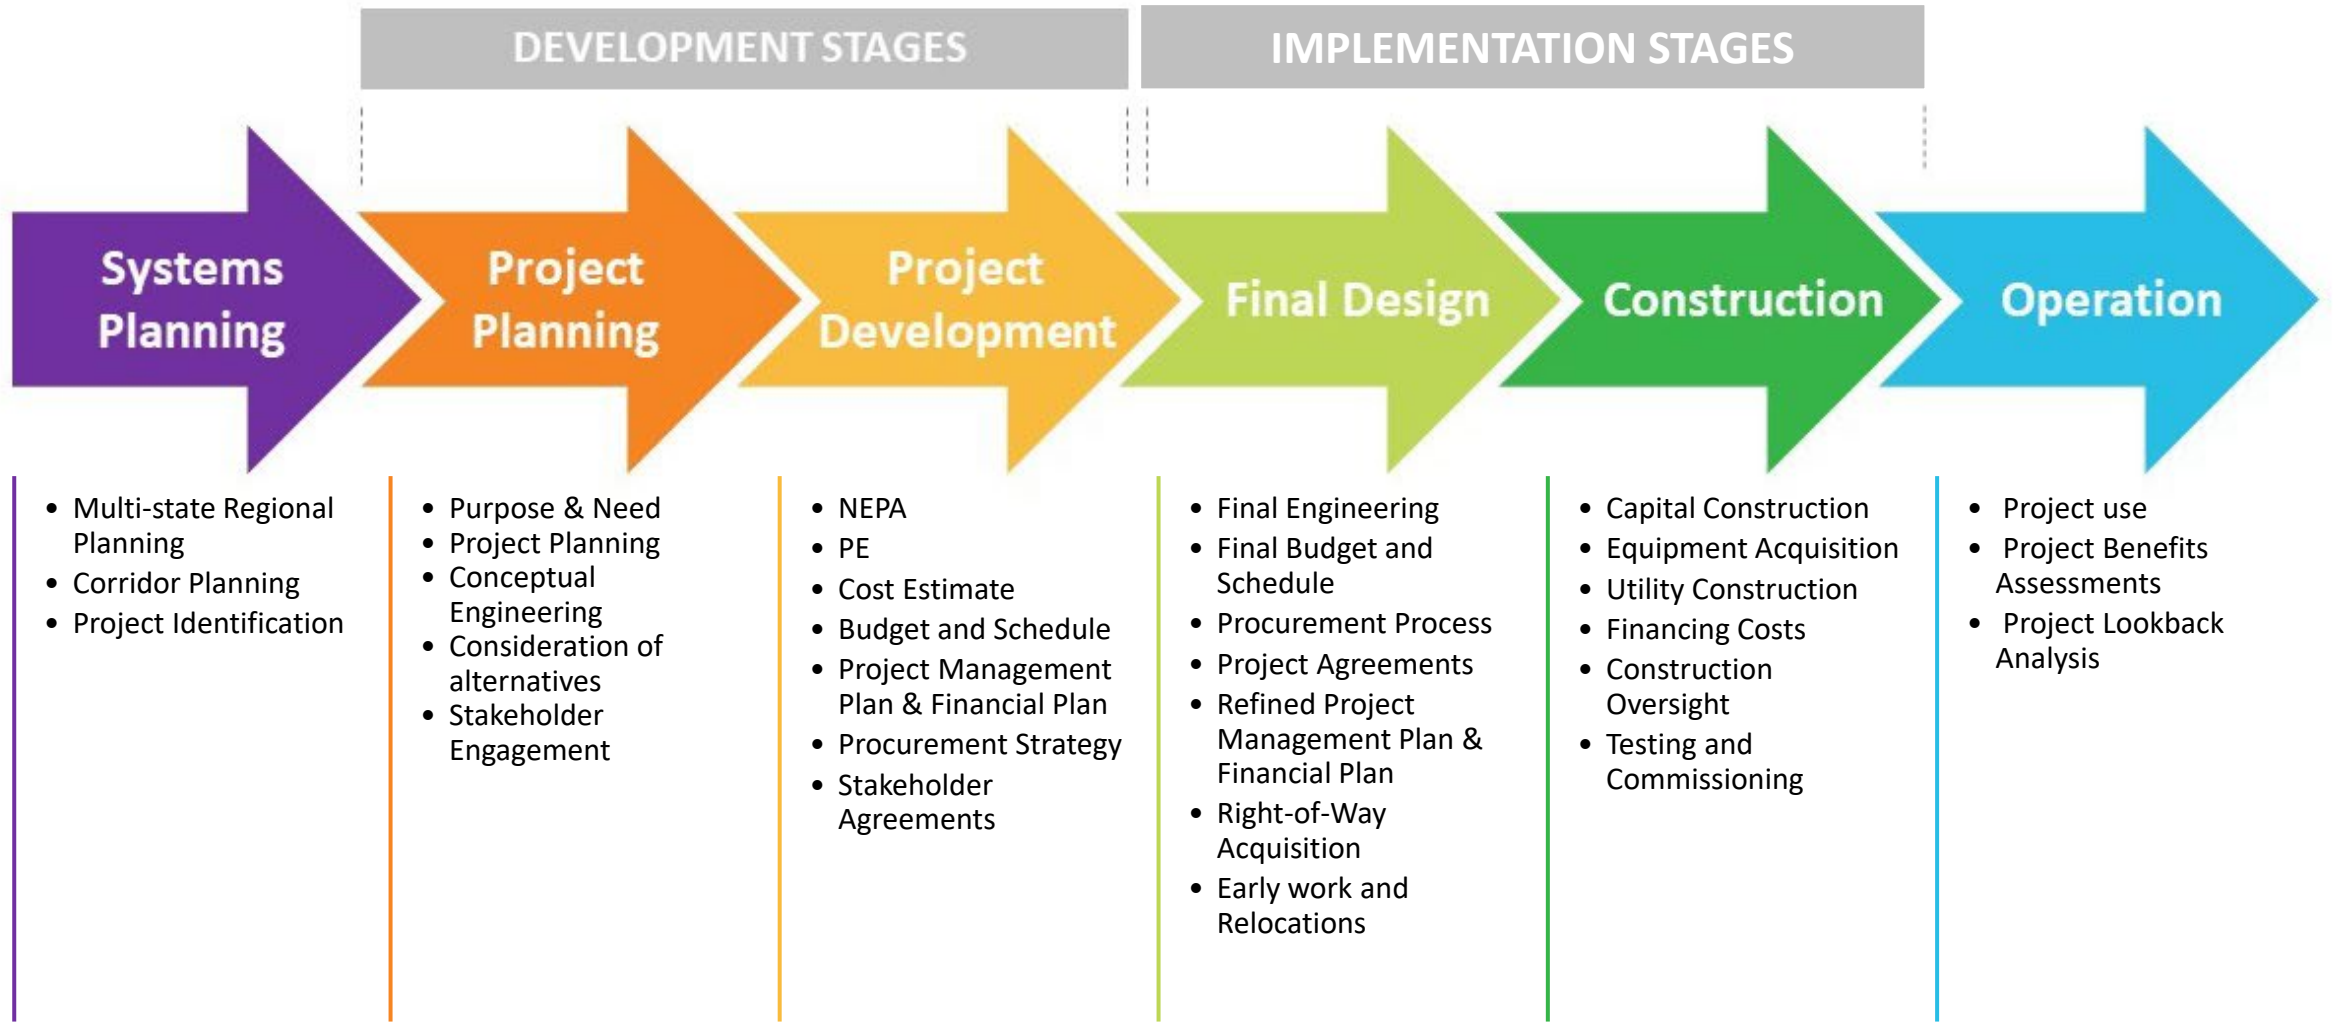 DEVELOPMENT STAGES
IMPLEMENTATION STAGES
Systems
Planning
Project
Planning
Project
Development
Final Design
Construction
Operation
• Multi-state Regional
Planning
• Corridor Planning
• Project Identification
• Purpose & Need
• Project Planning
• Conceptual
Engineering
• Consideration of
alternatives
• Stakeholder
Engagement
• NEPA
• PE
• Cost Estimate
• Budget and Schedule
• Project Management
Plan & Financial Plan
• Procurement Strategy
• Stakeholder
Agreements
• Final Engineering
• Final Budget and
Schedule
• Procurement Process
• Project Agreements
• Refined Project
Management Plan &
Financial Plan
• Right-of-Way
Acquisition
• Early work and
Relocations
• Capital Construction
• Equipment Acquisition
• Utility Construction
• Financing Costs
• Construction
Oversight
• Testing and
Commissioning
• Project use
• Project Benefits
Assessments
• Project Lookback
Analysis